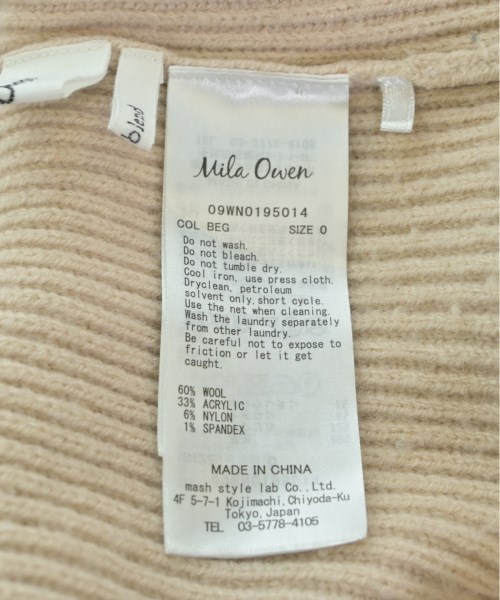 blend
Mila Owen
09WN0195014
COL BEG SIZE 0
Do not wash.
Do not bleach.
Do not tumble dry.
Cool iron, use press cloth.
Dryclean, petroleum
solvent only,short cycle.
Use the net when cleaning.
Wash the laundry separately
from other laundry.
Be careful not to expose to
friction or let it get
caught.
60% WOOL
33% ACRYLIC
6% NYLON
1% SPANDEX
MADE IN CHINA
mash style lab Co.,Ltd.
4F 5-7-1 Kojimachi,Chiyoda-Ku
Tokyo,Japan
TEL 03-5778-4105